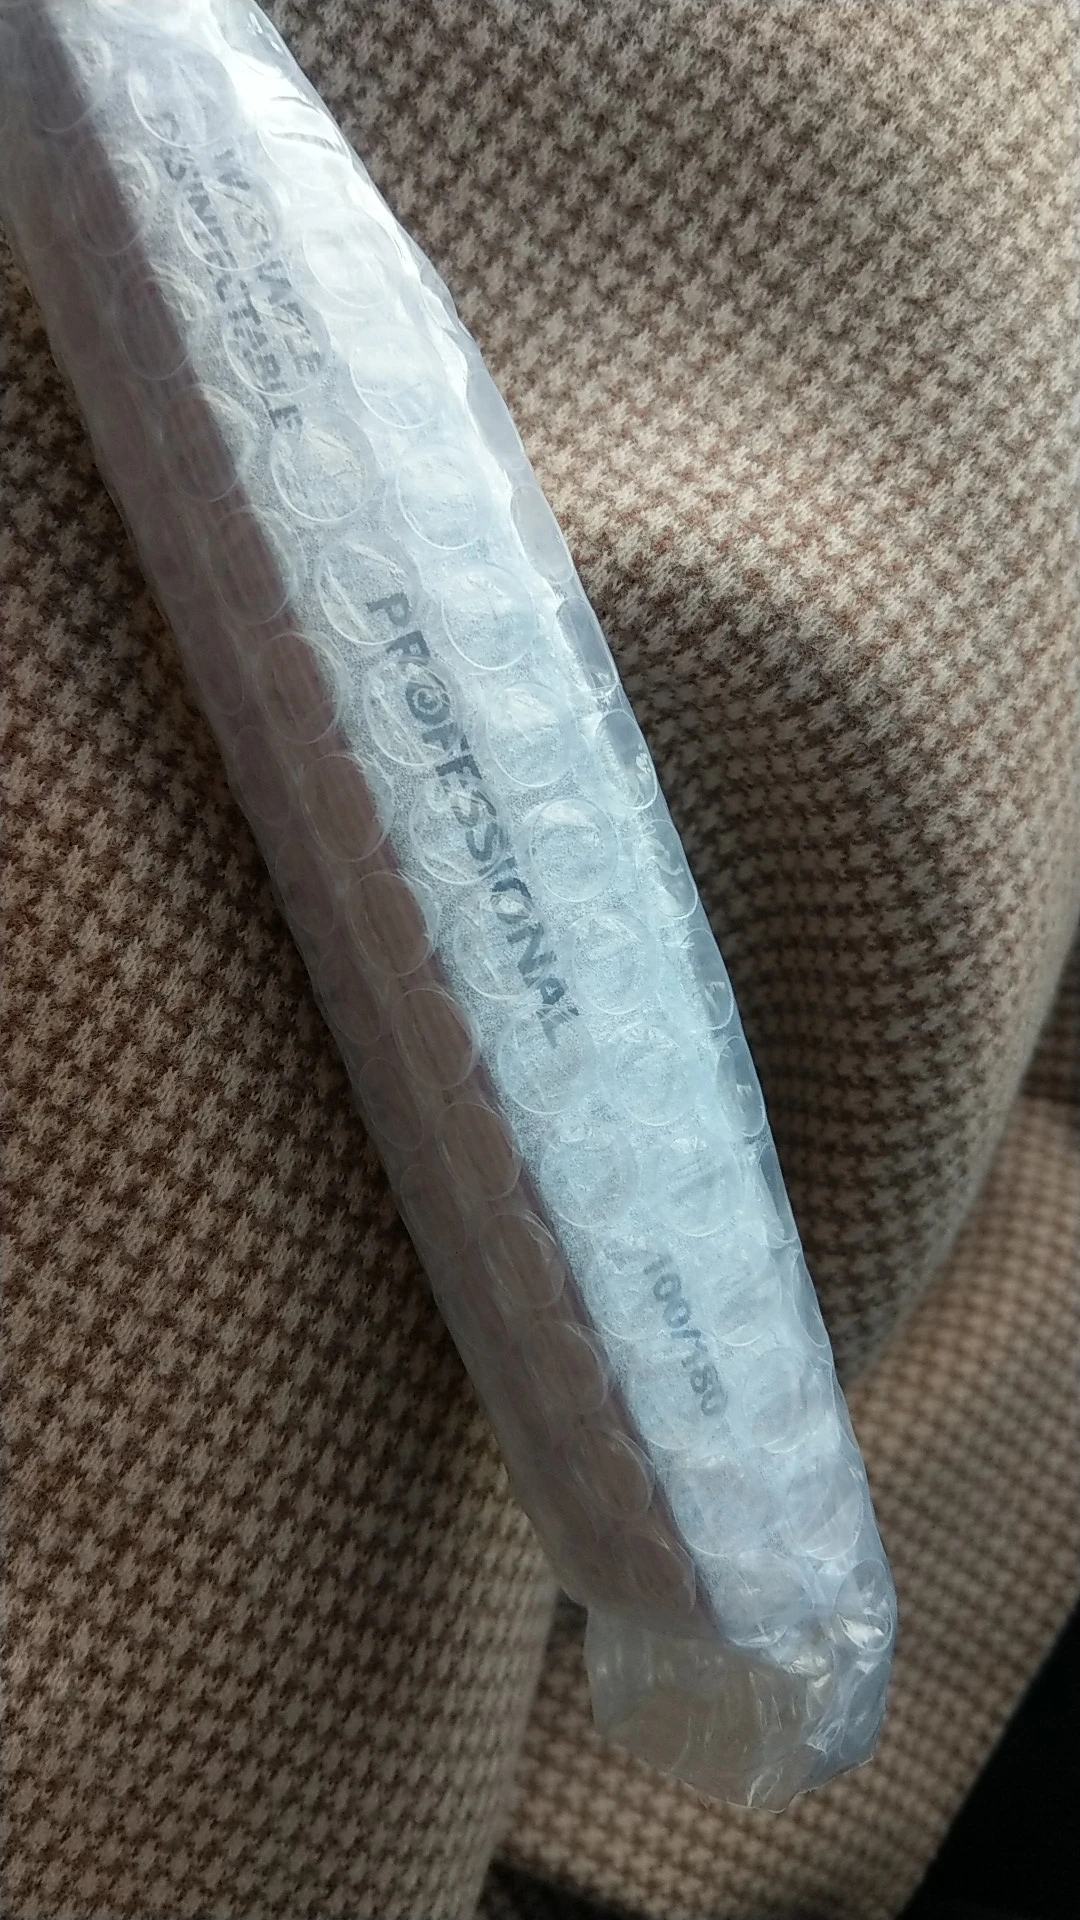 WASHABLE
DISINFECTABLE
PROFESSIONAL
100/180